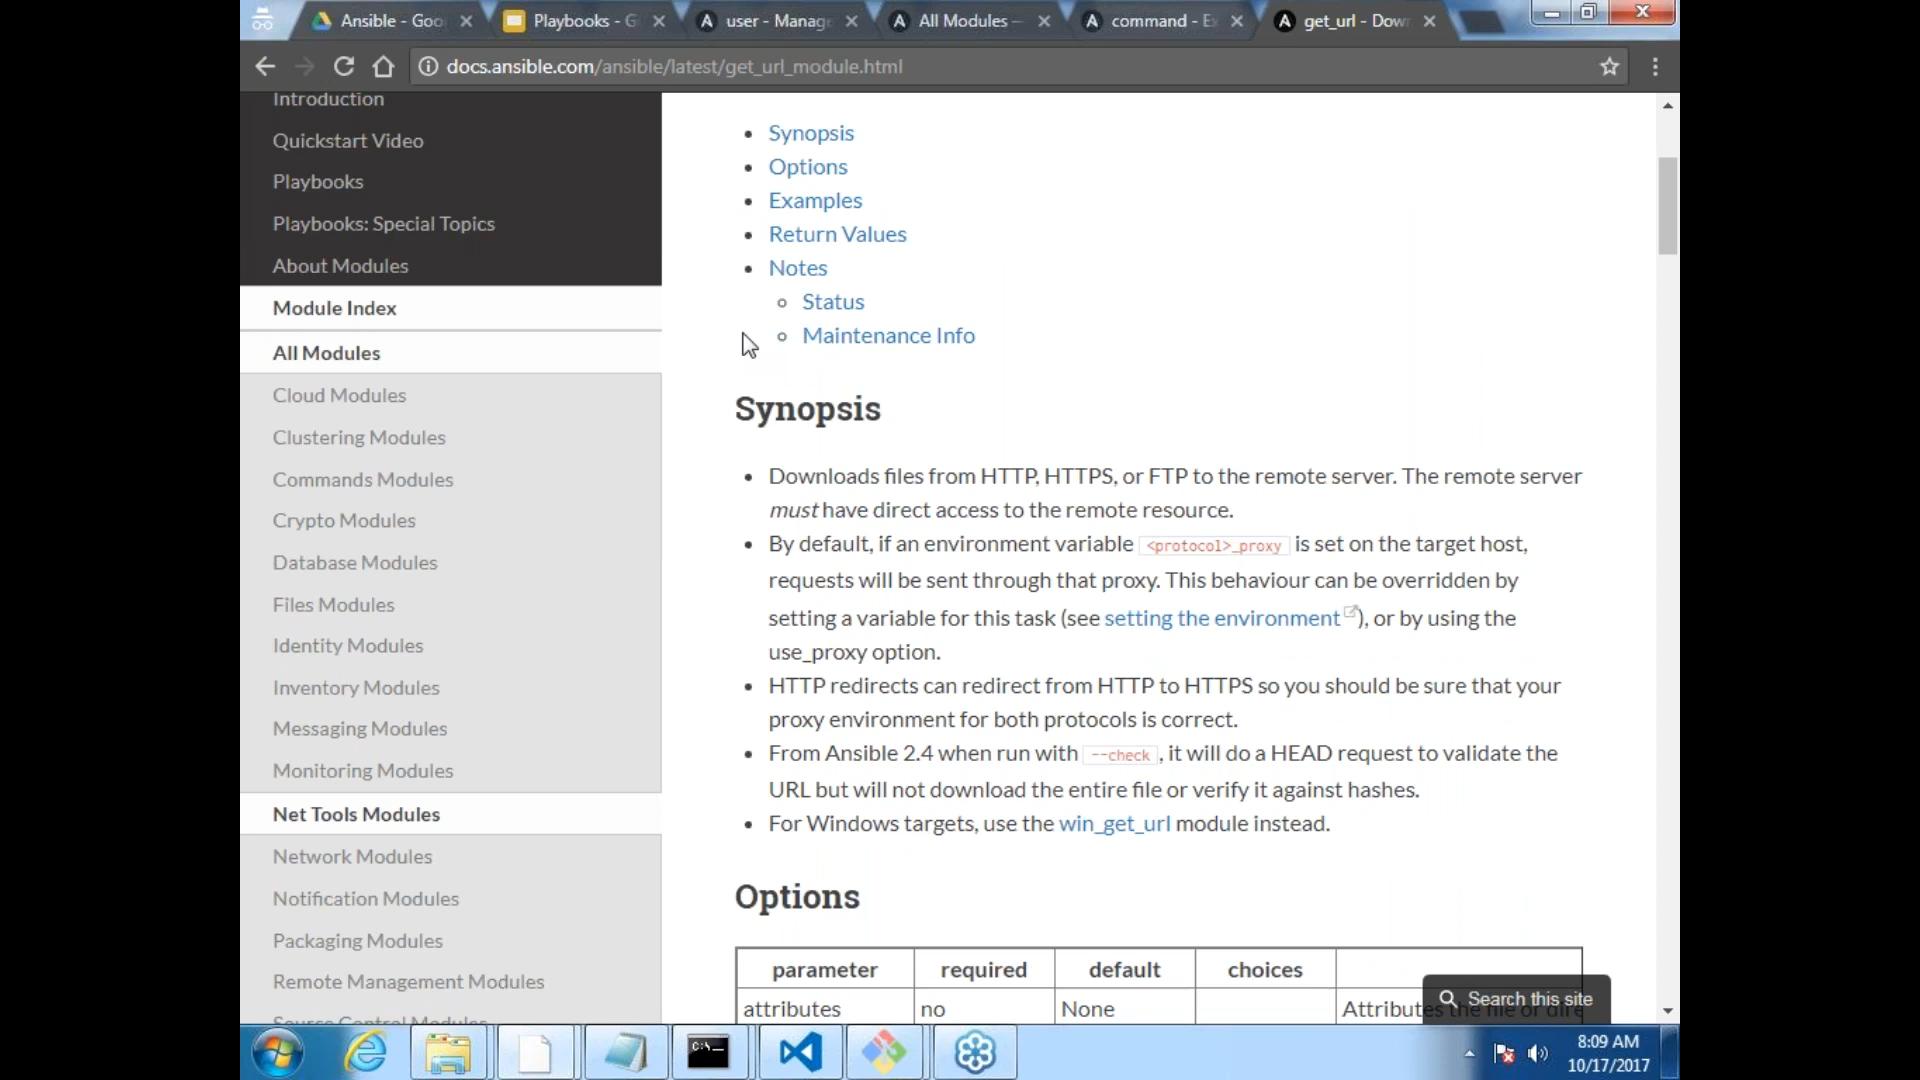 Ansible - Goo
Playbooks - G
user - Manag
All Modules —
command - Ex
get_url - Dow
docs.ansible.com/ansible/latest/get_url_module.html
Introduction
Quickstart Video
Playbooks
Playbooks: Special Topics
About Modules
Module Index
All Modules
Cloud Modules
Clustering Modules
Commands Modules
Crypto Modules
Database Modules
Files Modules
Identity Modules
Inventory Modules
Messaging Modules
Monitoring Modules
Net Tools Modules
Network Modules
Notification Modules
Packaging Modules
Remote Management Modules
Source Control Modules
Synopsis
Options
Examples
Return Values
Notes
Status
Maintenance Info
Synopsis
Downloads files from HTTP, HTTPS, or FTP to the remote server. The remote server
must have direct access to the remote resource.
By default, if an environment variable <protocol>_proxy is set on the target host,
requests will be sent through that proxy. This behaviour can be overridden by
setting a variable for this task (see setting the environment), or by using the
use_proxy option.
HTTP redirects can redirect from HTTP to HTTPS so you should be sure that your
proxy environment for both protocols is correct.
From Ansible 2.4 when run with --check, it will do a HEAD request to validate the
URL but will not download the entire file or verify it against hashes.
For Windows targets, use the win_get_url module instead.
Options
parameter required default choices
attributes no None Attributes the file or dire
Search this site
8:09 AM
10/17/2017